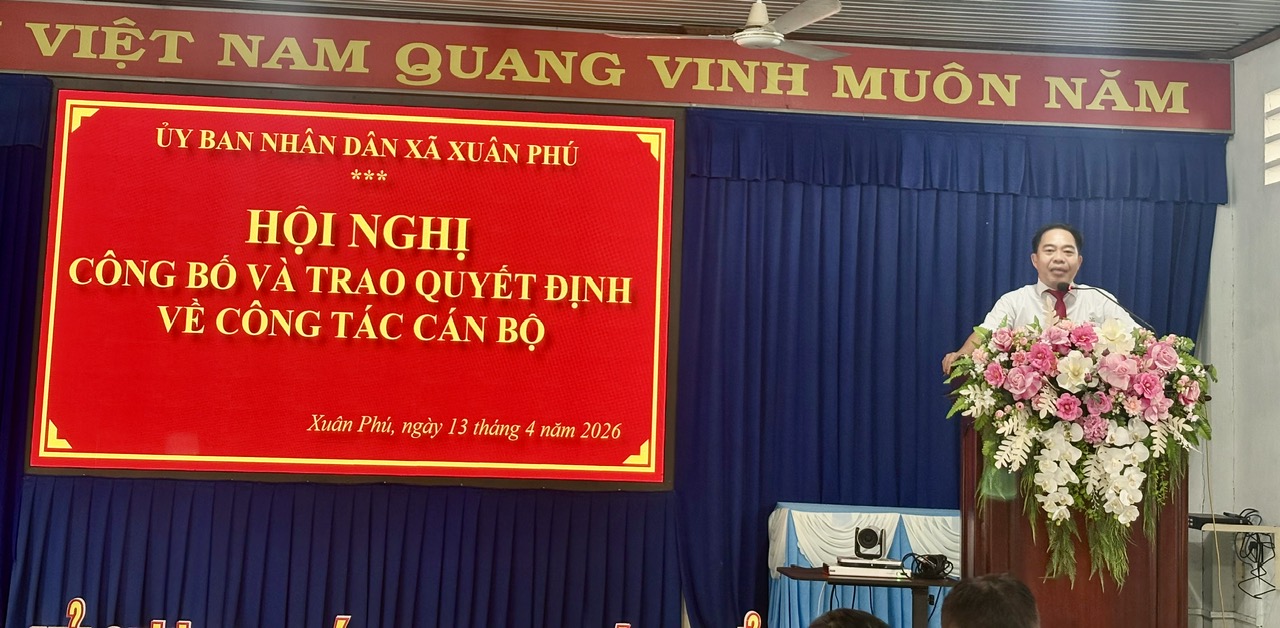 VIỆT NAM QUANG VINH MUÔN NĂM
ỦY BAN NHÂN DÂN XÃ XUÂN PHÚ
***
HỘI NGHỊ
CÔNG BỐ VÀ TRAO QUYẾT ĐỊNH
VỀ CÔNG TÁC CÁN BỘ
Xuân Phú, ngày 13 tháng 4 năm 2026